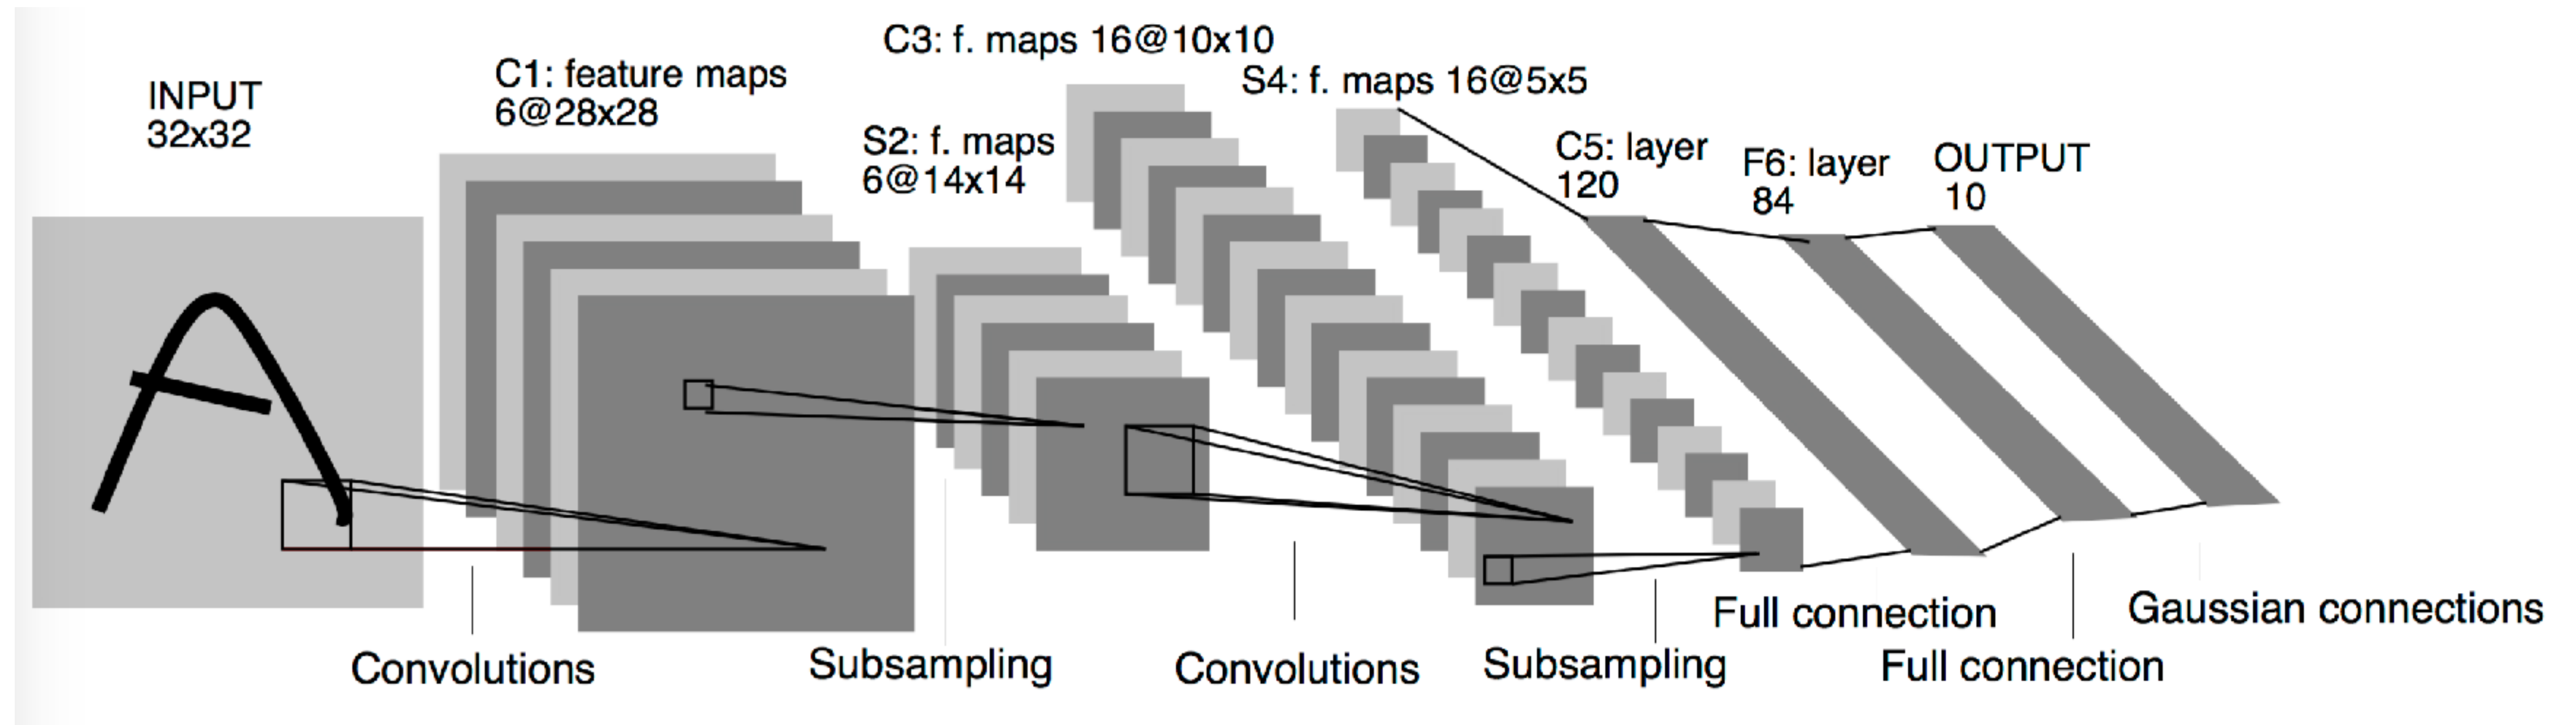 INPUT
32x32
C1: feature maps
6@28x28
S2: f. maps
6@14x14
C3: f. maps 16@10x10
S4: f. maps 16@5x5
C5: layer
120
F6: layer
84
OUTPUT
10
Convolutions
Subsampling
Convolutions
Subsampling
Full connection
Full connection
Gaussian connections